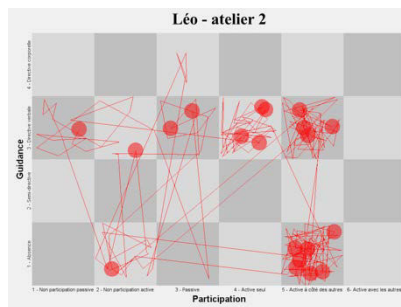 Léo - atelier 2
4 - Directive corporelle
3 - Directive verbale
2 - Semi-directive
1 - Absence
Guidance
1 - Non participation passive
2 - Non participation active
3 - Passive
4 - Active seul
5 - Active à côté des autres
6- Active avec les autres
Participation